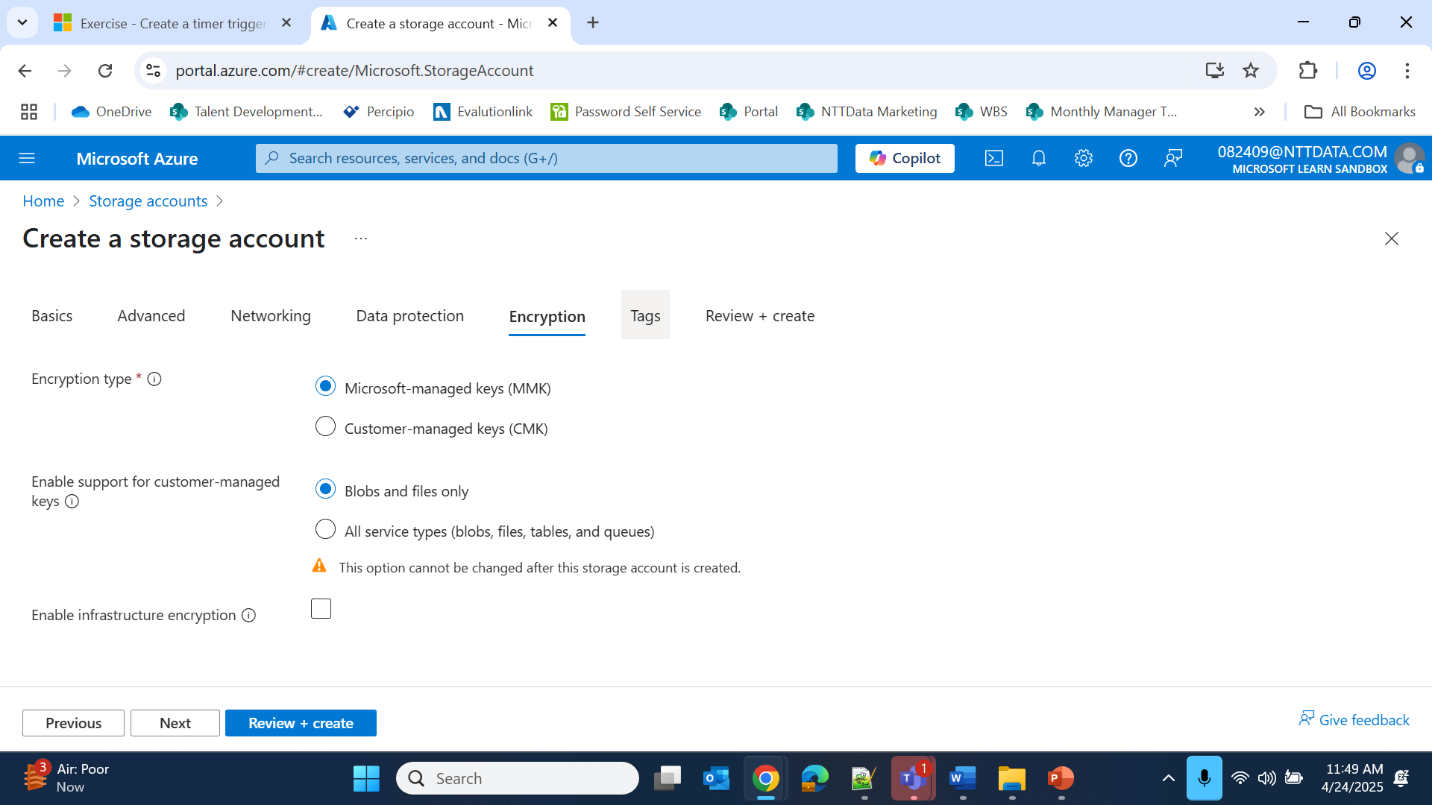 Exercise - Create a timer trigger
Create a storage account - Micr
portal.azure.com/#create/Microsoft.StorageAccount
OneDrive
Talent Development...
Percipio
Evalutionlink
Password Self Service
Portal
NTTData Marketing
WBS
Monthly Manager T...
»
All Bookmarks
Microsoft Azure
Search resources, services, and docs (G+/)
Copilot
082409@NTTDATA.COM
MICROSOFT LEARN SANDBOX
Home > Storage accounts >
Create a storage account ...
Basics
Advanced
Networking
Data protection
Encryption
Tags
Review + create
Encryption type *
Microsoft-managed keys (MMK)
Customer-managed keys (CMK)
Enable support for customer-managed
keys
Blobs and files only
All service types (blobs, files, tables, and queues)
This option cannot be changed after this storage account is created.
Enable infrastructure encryption
Previous
Next
Review + create
Give feedback
3
Air: Poor
Now
Search
1
11:49 AM
4/24/2025